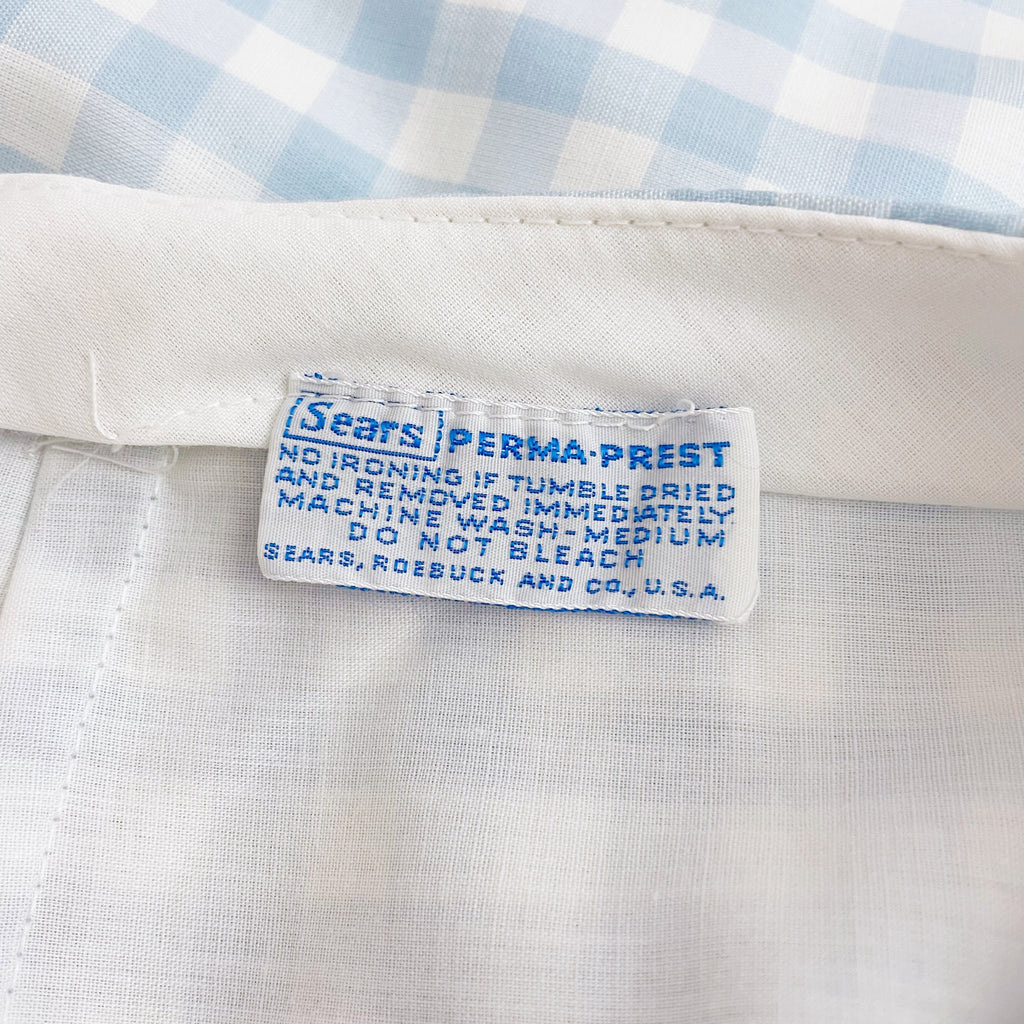 Sears PERMA·PREST
NO IRONING IF TUMBLE DRIED
AND REMOVED IMMEDIATELY
MACHINE WASH-MEDIUM
DO NOT BLEACH
SEARS, ROEBUCK AND CO., U.S.A.